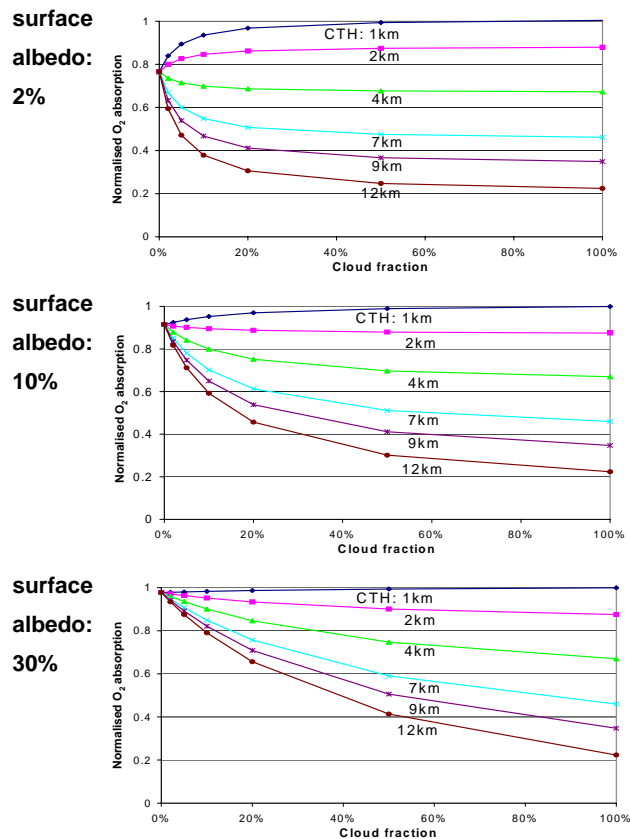 surface
albedo:
2%
Normalised O2 absorption
1
0.8
0.6
0.4
0.2
0
CTH: 1km
2km
4km
7km
9km
12km
0% 20% 40% 60% 80% 100%
Cloud fraction
surface
albedo:
10%
Normalised O2 absorption
1
0.8
0.6
0.4
0.2
0
CTH: 1km
2km
4km
7km
9km
12km
0% 20% 40% 60% 80% 100%
Cloud fraction
surface
albedo:
30%
Normalised O2 absorption
1
0.8
0.6
0.4
0.2
0
CTH: 1km
2km
4km
7km
9km
12km
0% 20% 40% 60% 80% 100%
Cloud fraction